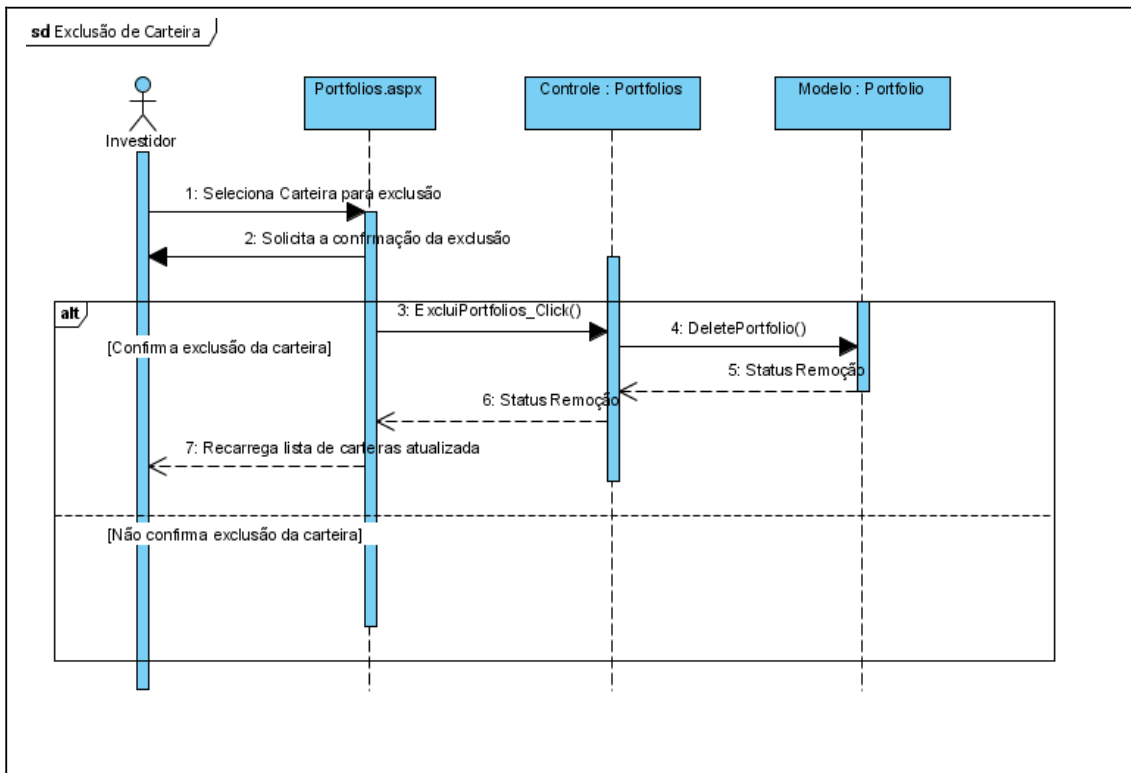 sd Exclusão de Carteira
Portfolios.aspx
Controle : Portfolios
Modelo : Portfolio
Investidor
1: Seleciona Carteira para exclusão
2: Solicita a confirmação da exclusão
alt
3: ExcluiPortfolios_Click()
4: DeletePortfolio()
[Confirma exclusão da carteira]
5: Status Remoção
6: Status Remoção
7: Recarrega lista de carteiras atualizada
[Não confirma exclusão da carteira]